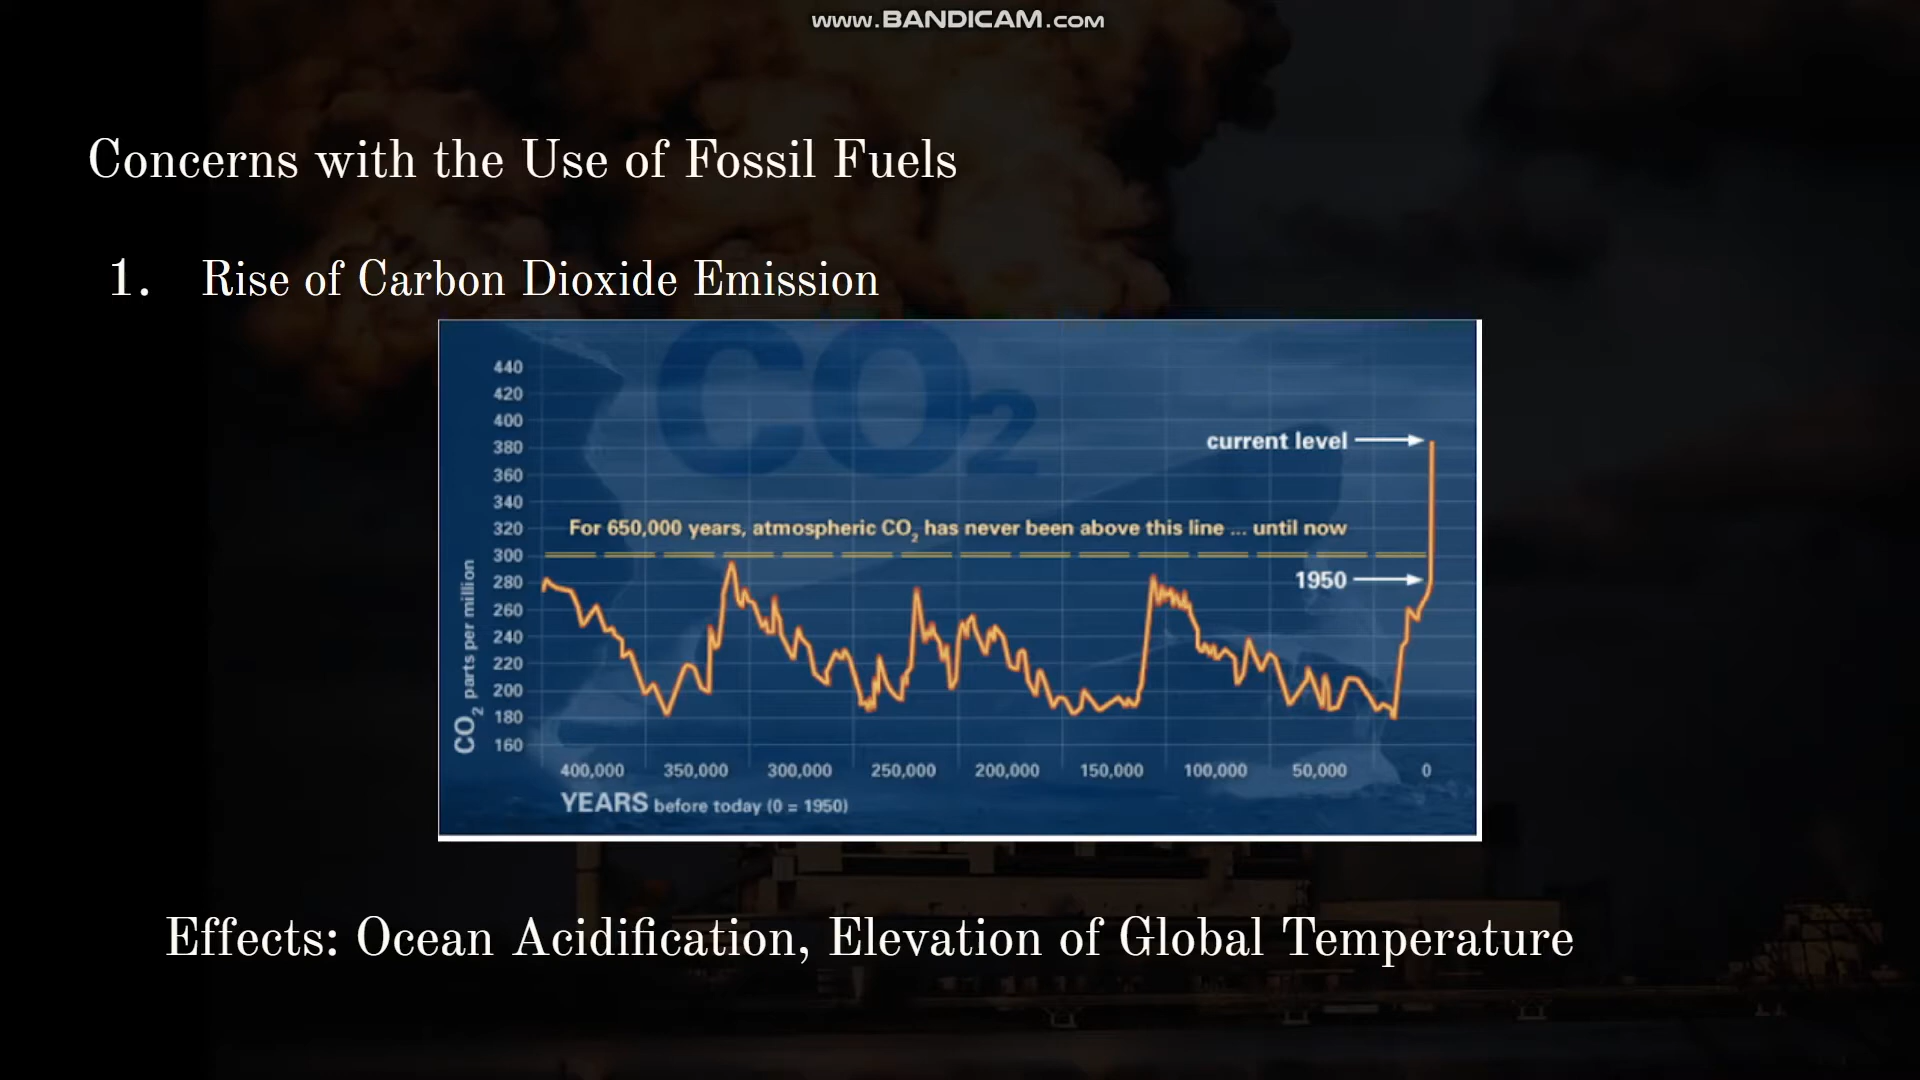 www.BANDICAM.com
Concerns with the Use of Fossil Fuels
1. Rise of Carbon Dioxide Emission
CO2
440
420
400
380
360
340
320
300
280
260
240
220
200
180
160
CO2 parts per million
current level
For 650,000 years, atmospheric CO2 has never been above this line ... until now
1950
400,000 350,000 300,000 250,000 200,000 150,000 100,000 50,000 0
YEARS before today (0 = 1950)
Effects: Ocean Acidification, Elevation of Global Temperature